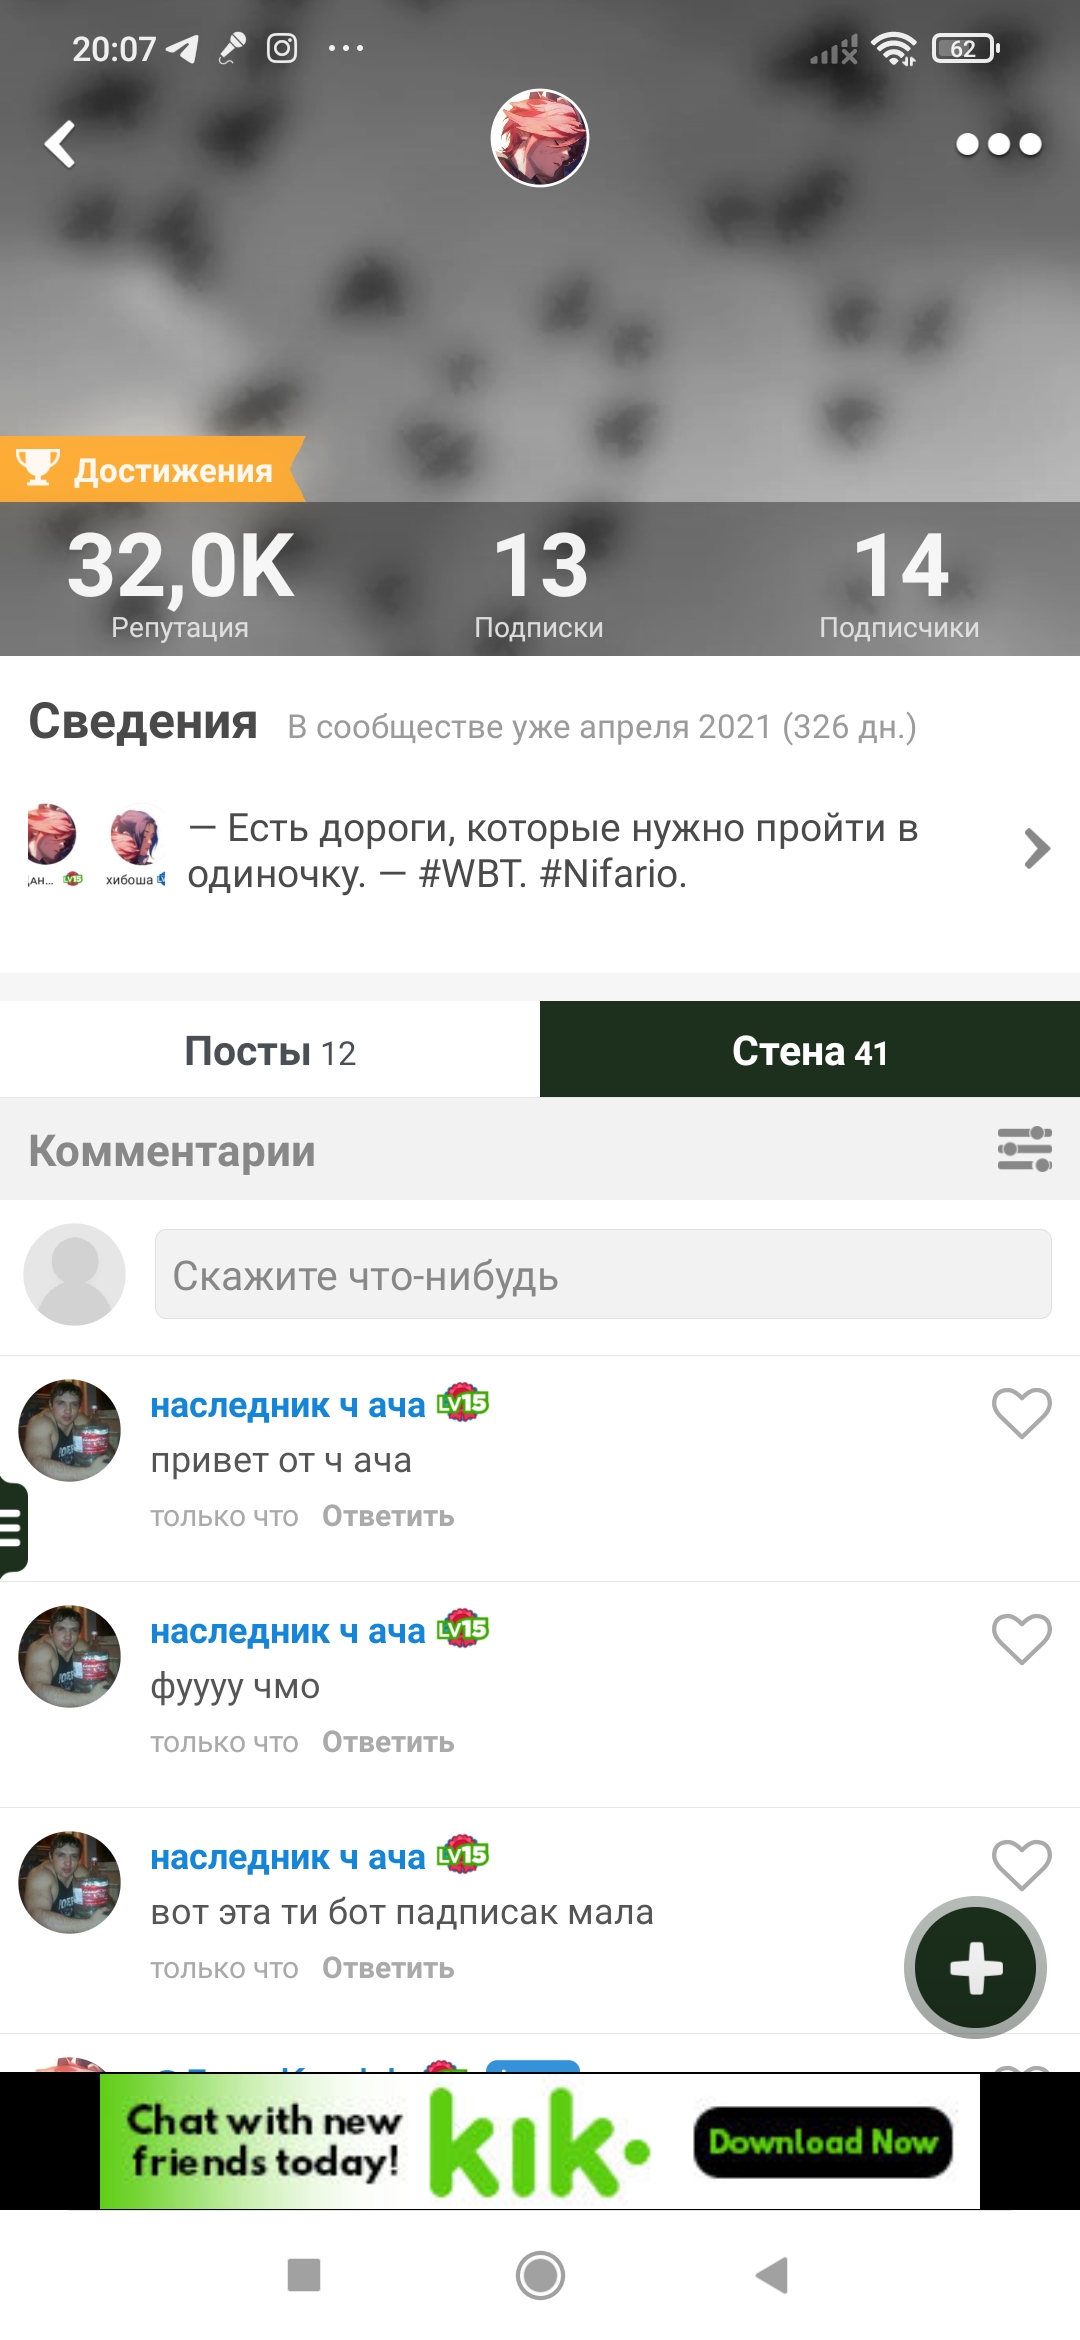 20:07
62
Достижения
32,0K 13 14
Репутация Подписки Подписчики
Сведения В сообществе уже апреля 2021 (326 дн.)
— Есть дороги, которые нужно пройти в
одиночку. — #WBT. #Nifario.
хибоша
LV15
Посты 12 Стена 41
Комментарии
Скажите что-нибудь
наследник ч ача LV15
привет от ч ача
только что Ответить
наследник ч ача LV15
фуууу чмо
только что Ответить
наследник ч ача LV15
вот эта ти бот падписак мала
только что Ответить
Chat with new
friends today!
kik.
Download Now